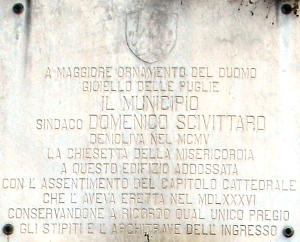 A MAGGIORE ORNAMENTO DEL DUOMO
GIOIELLO DELLE PUGLIE
IL MUNICIPIO
SINDACO DOMENICO SCIVITTARO
DEMOLIVA NEL MCMV
LA CHIESETTA DELLA MISERICORDIA
A QUESTO EDIFIZIO ADDOSSATA
CON L'ASSENTIMENTO DEL CAPITOLO CATTEDRALE
CHE L'AVEVA ERETTA NEL MDLXXXVI
CONSERVANDONE A RICORDO QUAL UNICO PREGIO
GLI STIPITI E L'ARCHITRAVE DELL'INGRESSO